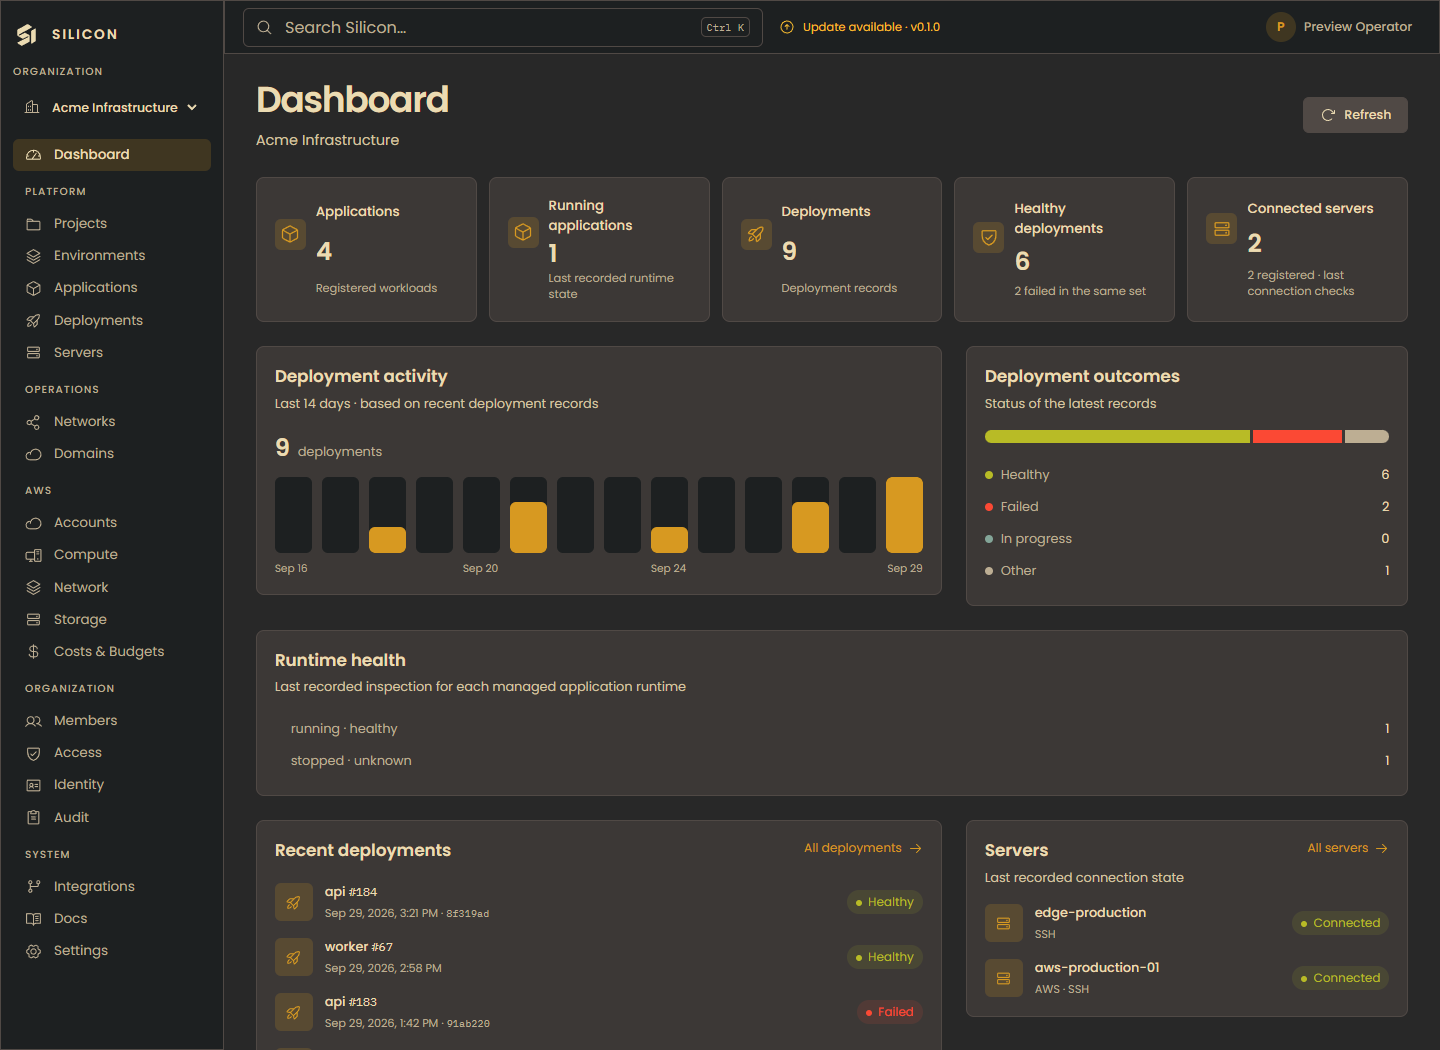 SILICON
Search Silicon...
Ctrl K
Update available · v0.1.0
P
Preview Operator
ORGANIZATION
Acme Infrastructure
Dashboard
PLATFORM
Projects
Environments
Applications
Deployments
Servers
OPERATIONS
Networks
Domains
AWS
Accounts
Compute
Network
Storage
Costs & Budgets
ORGANIZATION
Members
Access
Identity
Audit
SYSTEM
Integrations
Docs
Settings
Dashboard
Acme Infrastructure
Refresh
Applications
4
Registered workloads
Running
applications
1
Last recorded runtime
state
Deployments
9
Deployment records
Healthy
deployments
6
2 failed in the same set
Connected servers
2
2 registered · last
connection checks
Deployment activity
Last 14 days · based on recent deployment records
9 deployments
Sep 16
Sep 20
Sep 24
Sep 29
Deployment outcomes
Status of the latest records
Healthy 6
Failed 2
In progress 0
Other 1
Runtime health
Last recorded inspection for each managed application runtime
running · healthy 1
stopped · unknown 1
Recent deployments
All deployments
api #184
Sep 29, 2026, 3:21 PM · 8f319ad
Healthy
worker #67
Sep 29, 2026, 2:58 PM
Healthy
api #183
Sep 29, 2026, 1:42 PM · 91ab220
Failed
Servers
All servers
Last recorded connection state
edge-production
SSH
Connected
aws-production-01
AWS · SSH
Connected